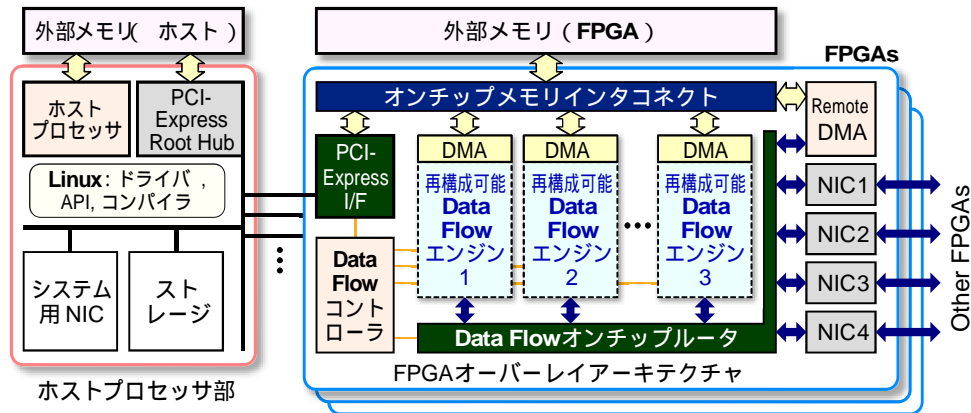 外部メモリ( ホスト )
ホスト
プロセッサ
PCI-
Express
Root Hub
Linux: ドライバ ,
API, コンパイラ
システム
用 NIC
スト
レージ
ホストプロセッサ部
外部メモリ ( FPGA )
FPGAs
オンチップメモリインタコネクト
Remote
DMA
PCI-
Express
I/F
DMA
再構成可能
Data
Flow
エンジン
1
DMA
再構成可能
Data
Flow
エンジン
2
•••
DMA
再構成可能
Data
Flow
エンジン
3
Data
Flow
コント
ローラ
Data Flowオンチップルータ
NIC1
NIC2
NIC3
NIC4
Other FPGAs
FPGAオーバーレイアーキテクチャ